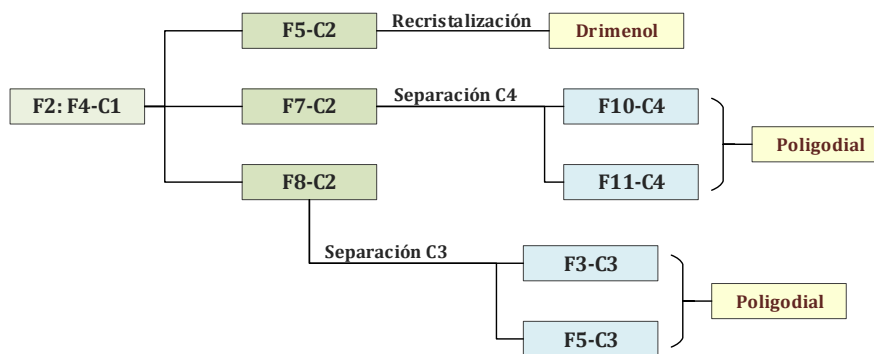 F5-C2
Recristalización
Drimenol
F2: F4-C1
F7-C2
Separación C4
F10-C4
Poligodial
F11-C4
F8-C2
Separación C3
F3-C3
Poligodial
F5-C3